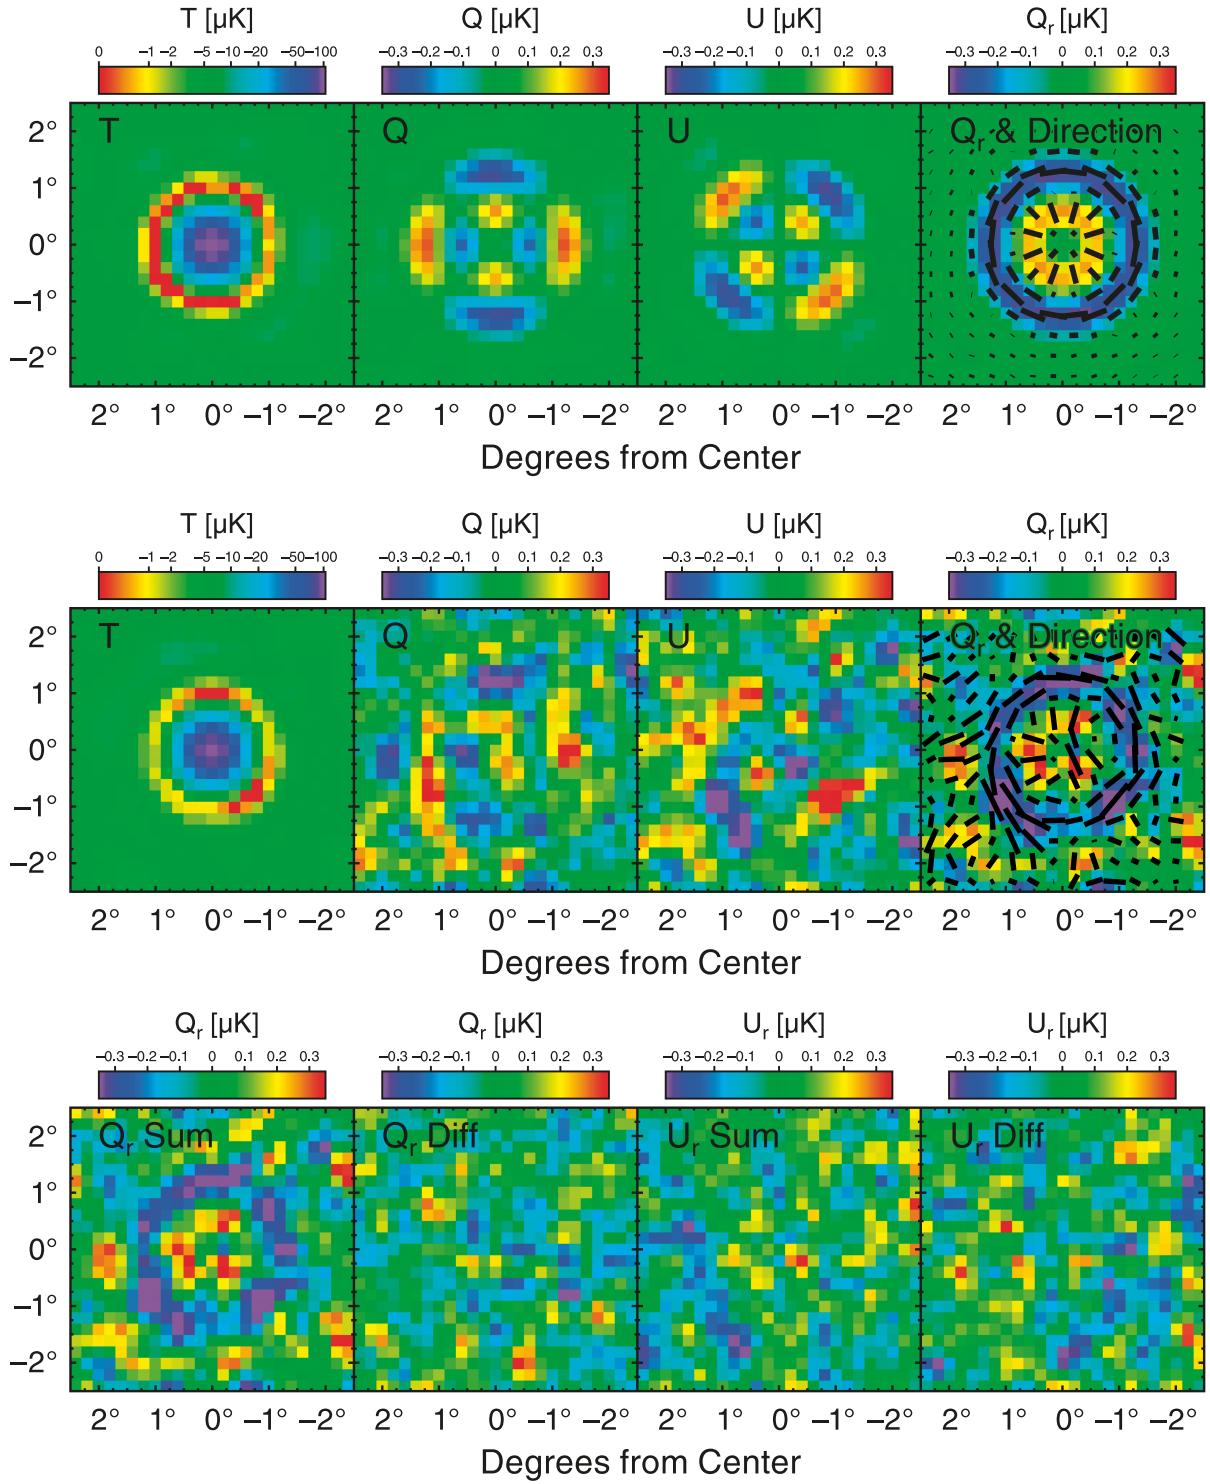 T [µK] Q [µK] U [µK] Qr [µK]
0 −1 −2 −5 −10 −20 −50 −100 −0.3 −0.2 −0.1 0 0.1 0.2 0.3 −0.3 −0.2 −0.1 0 0.1 0.2 0.3 −0.3 −0.2 −0.1 0 0.1 0.2 0.3
T Q U Qr & Direction
2°
1°
0°
−1°
−2°
2° 1° 0° −1° −2° 2° 1° 0° −1° −2° 2° 1° 0° −1° −2° 2° 1° 0° −1° −2°
Degrees from Center
T [µK] Q [µK] U [µK] Qr [µK]
0 −1 −2 −5 −10 −20 −50 −100 −0.3 −0.2 −0.1 0 0.1 0.2 0.3 −0.3 −0.2 −0.1 0 0.1 0.2 0.3 −0.3 −0.2 −0.1 0 0.1 0.2 0.3
T Q U Qr & Direction
2°
1°
0°
−1°
−2°
2° 1° 0° −1° −2° 2° 1° 0° −1° −2° 2° 1° 0° −1° −2° 2° 1° 0° −1° −2°
Degrees from Center
Qr [µK] Qr [µK] Ur [µK] Ur [µK]
−0.3 −0.2 −0.1 0 0.1 0.2 0.3 −0.3 −0.2 −0.1 0 0.1 0.2 0.3 −0.3 −0.2 −0.1 0 0.1 0.2 0.3 −0.3 −0.2 −0.1 0 0.1 0.2 0.3
Qr Sum Qr Diff Ur Sum Ur Diff
2°
1°
0°
−1°
−2°
2° 1° 0° −1° −2° 2° 1° 0° −1° −2° 2° 1° 0° −1° −2° 2° 1° 0° −1° −2°
Degrees from Center